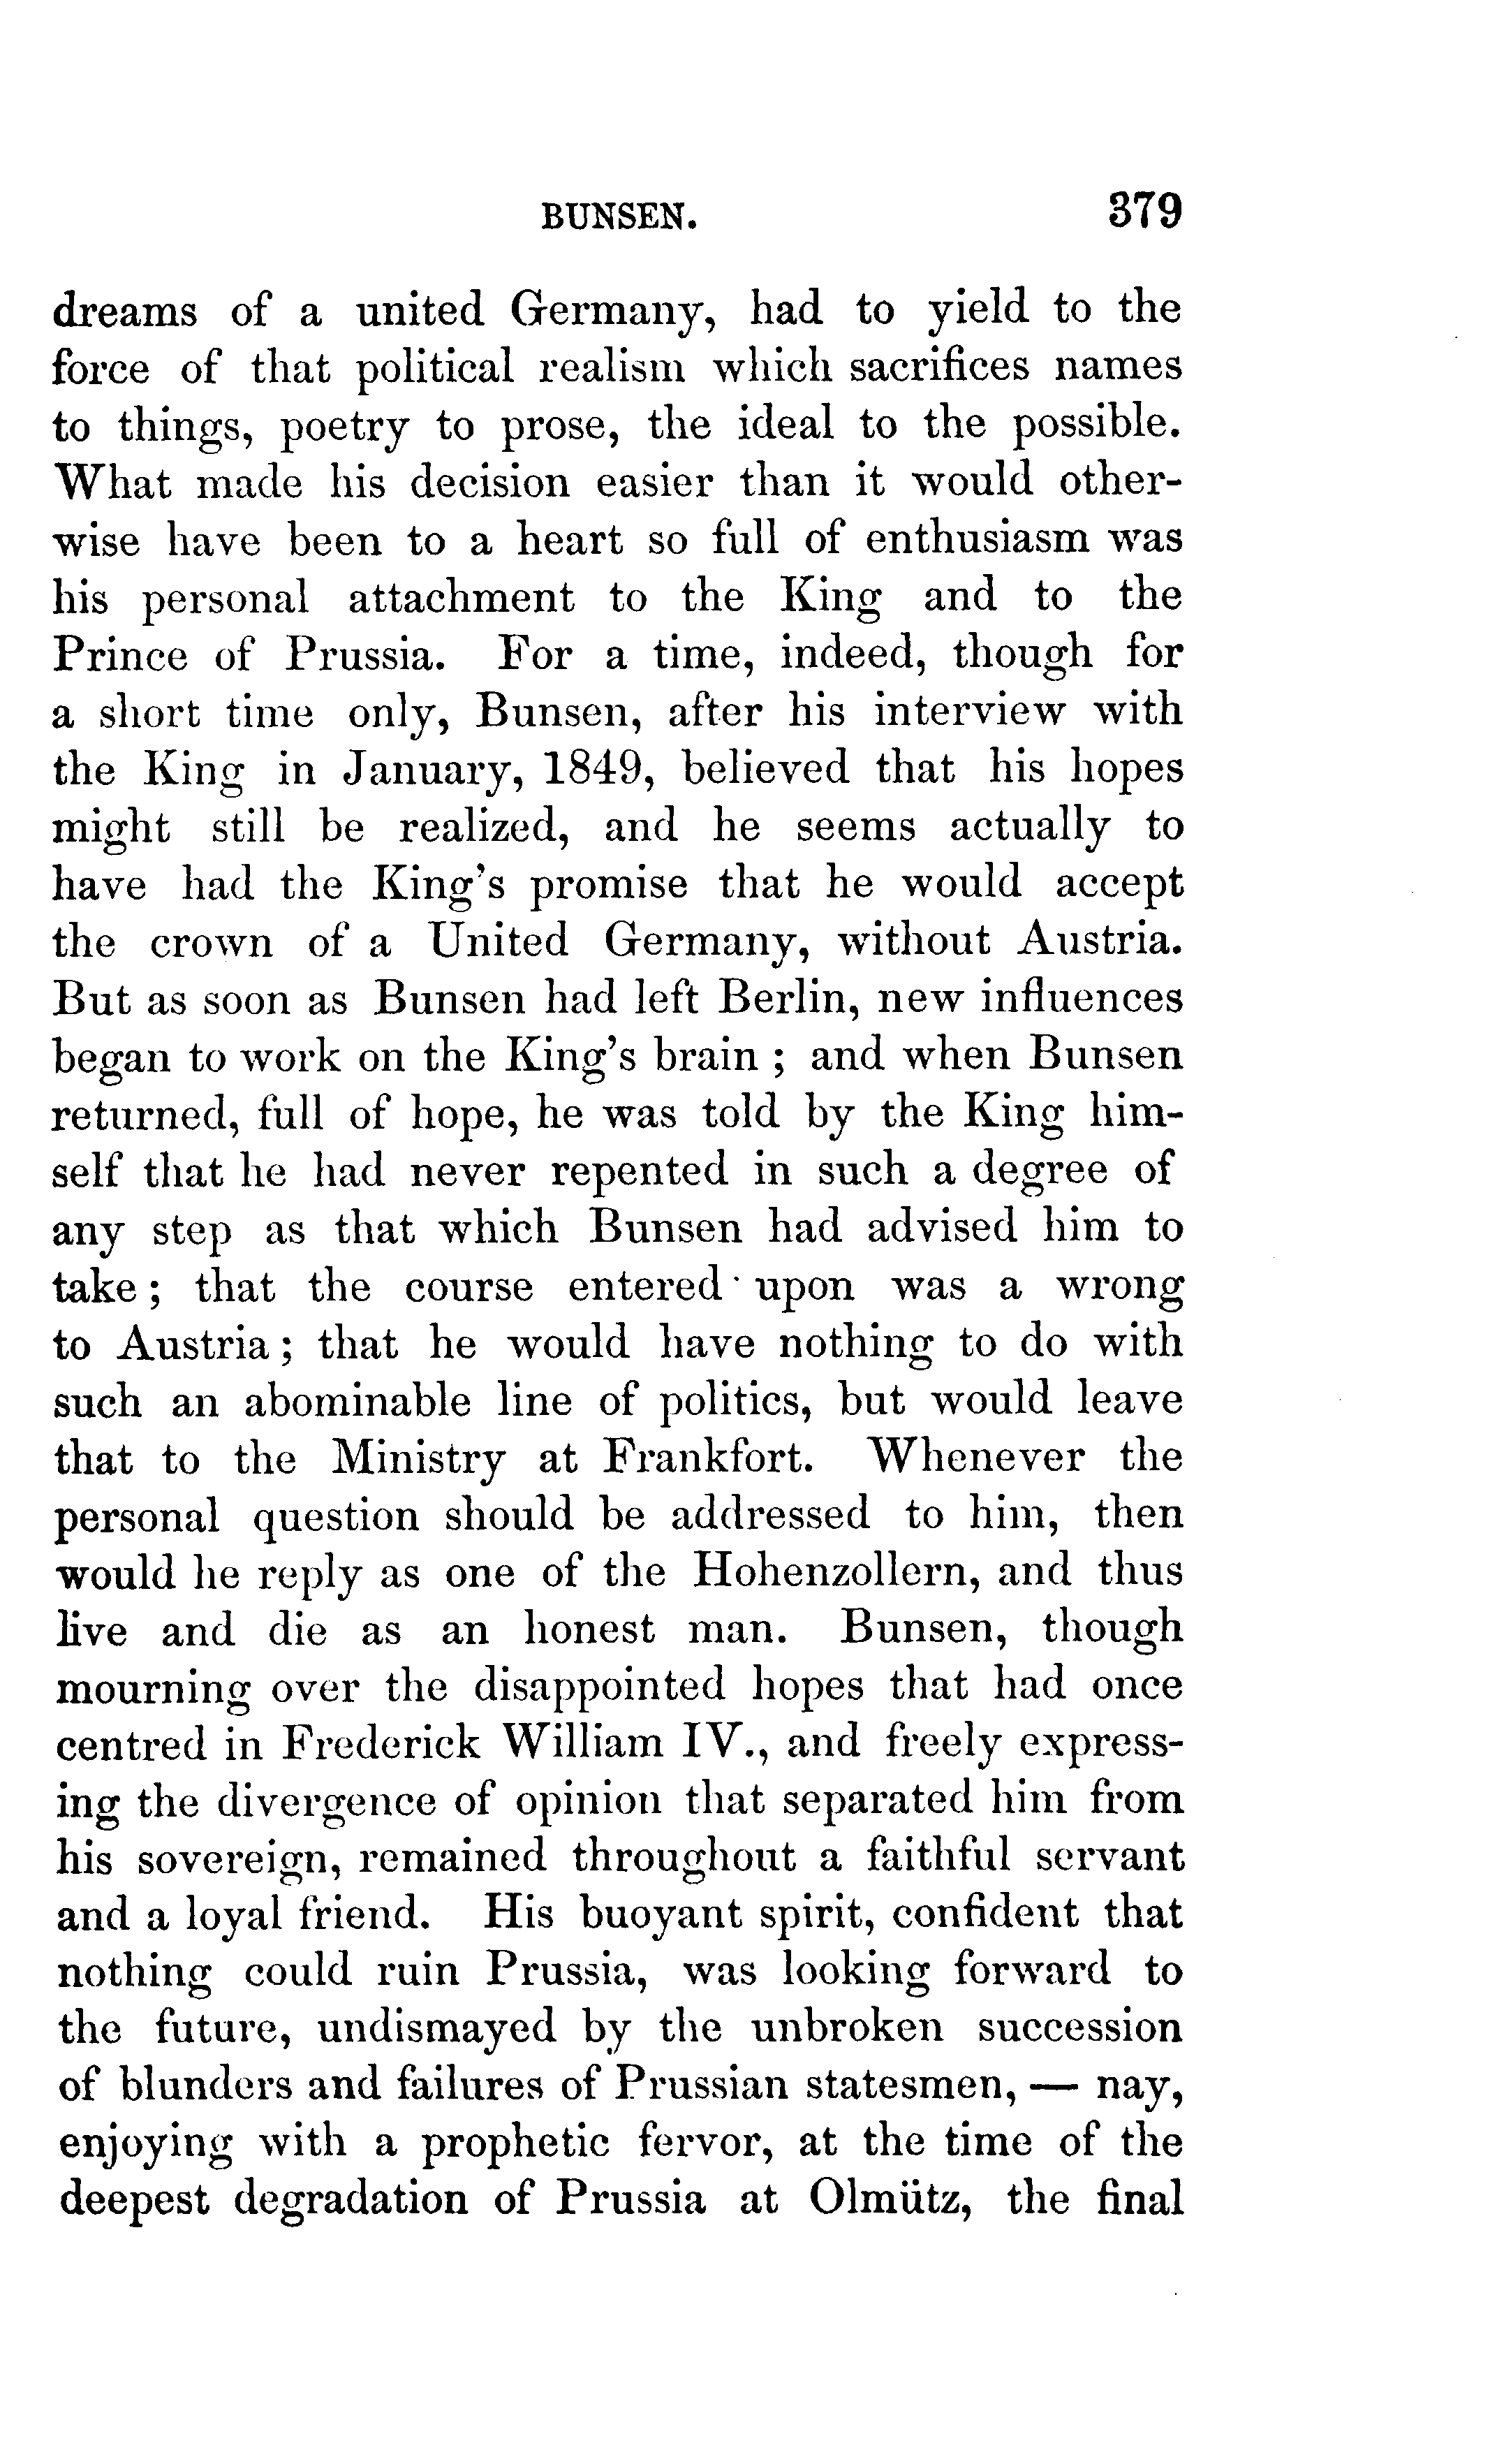 BUNSEN. 379
dreams of a united Germany, had to yield to the
force of that political realism which sacrifices names
to things, poetry to prose, the ideal to the possible.
What made his decision easier than it would other-
wise have been to a heart so full of enthusiasm was
his personal attachment to the King and to the
Prince of Prussia. For a time, indeed, though for
a short time only, Bunsen, after his interview with
the King in January, 1849, believed that his hopes
might still be realized, and he seems actually to
have had the King's promise that he would accept
the crown of a United Germany, without Austria.
But as soon as Bunsen had left Berlin, new influences
began to work on the King's brain ; and when Bunsen
returned, full of hope, he was told by the King him-
self that he had never repented in such a degree of
any step as that which Bunsen had advised him to
take ; that the course entered upon was a wrong
to Austria ; that he would have nothing to do with
such an abominable line of politics, but would leave
that to the Ministry at Frankfort. Whenever the
personal question should be addressed to him, then
would he reply as one of the Hohenzollern, and thus
live and die as an honest man. Bunsen, though
mourning over the disappointed hopes that had once
centred in Frederick William IV., and freely express-
ing the divergence of opinion that separated him from
his sovereign, remained throughout a faithful servant
and a loyal friend. His buoyant spirit, confident that
nothing could ruin Prussia, was looking forward to
the future, undismayed by the unbroken succession
of blunders and failures of Prussian statesmen, — nay,
enjoying with a prophetic fervor, at the time of the
deepest degradation of Prussia at Olmütz, the final